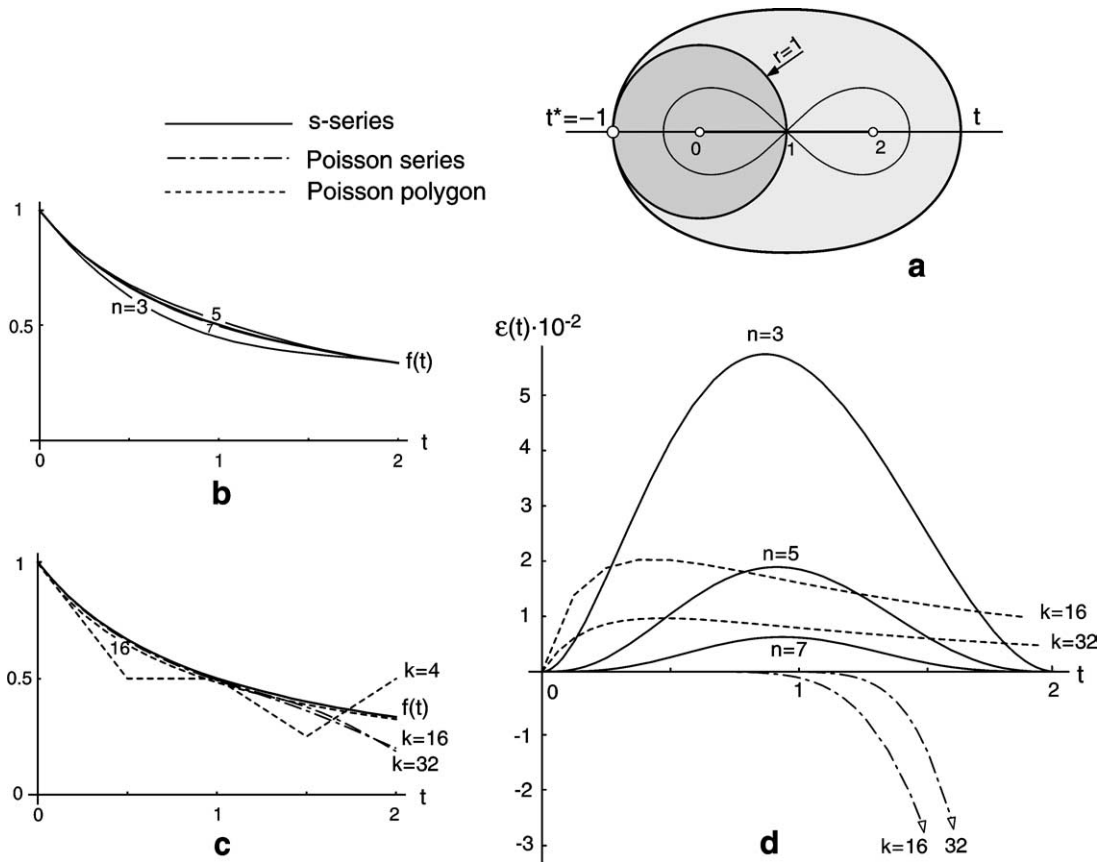 r=1
t*=−1
t
0
1
2
a
s-series
Poisson series
Poisson polygon
1
0.5
n=3
5
7
f(t)
t
0
1
2
b
1
0.5
0
16
k=4
f(t)
k=16
k=32
t
0
1
2
c
ε(t)·10⁻²
5
4
3
2
1
-1
-2
-3
n=3
n=5
n=7
k=16
k=32
0
1
2
t
k=16
32
d